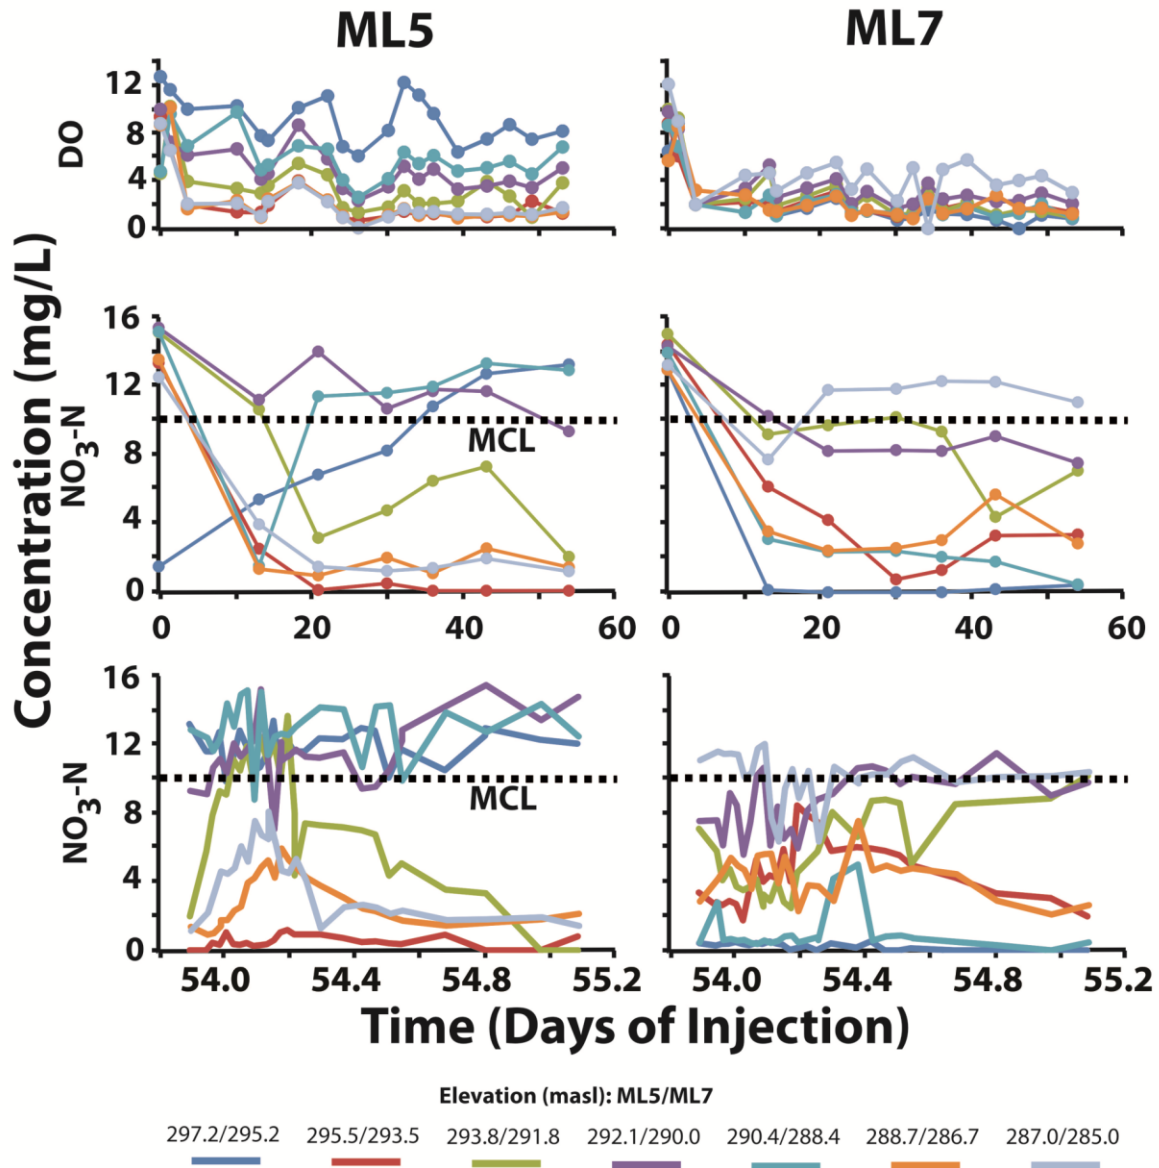 ML5 ML7
12
8
4
0
DO
0 20 40 60 0 20 40 60
16
12
8
4
0
NO3-N
MCL
16
12
8
4
0
NO3-N
MCL MCL
54.0 54.4 54.8 55.2 54.0 54.4 54.8 55.2
Concentration (mg/L)
Time (Days of Injection)
Elevation (masl): ML5/ML7
297.2/295.2 295.5/293.5 293.8/291.8 292.1/290.0 290.4/288.4 288.7/286.7 287.0/285.0